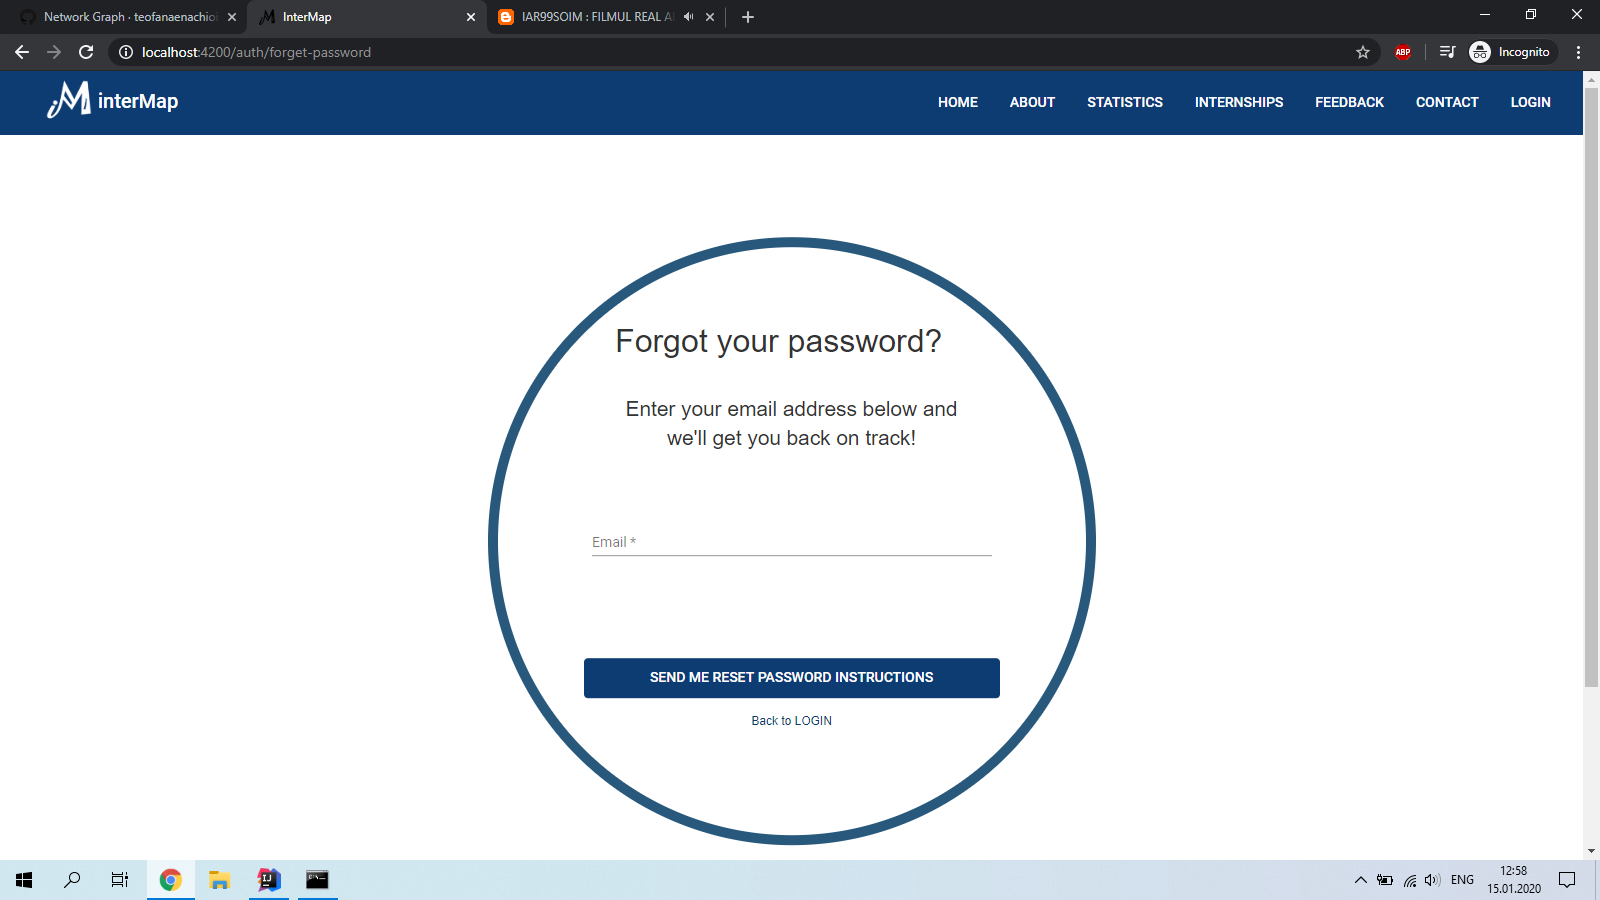 Network Graph · teofanaenachioi
InterMap
IAR99SOIM : FILMUL REAL A
localhost:4200/auth/forget-password
ABP
Incognito
M interMap
HOME
ABOUT
STATISTICS
INTERNSHIPS
FEEDBACK
CONTACT
LOGIN
Forgot your password?
Enter your email address below and
we'll get you back on track!
Email *
SEND ME RESET PASSWORD INSTRUCTIONS
Back to LOGIN
IJ
ENG
12:58
15.01.2020